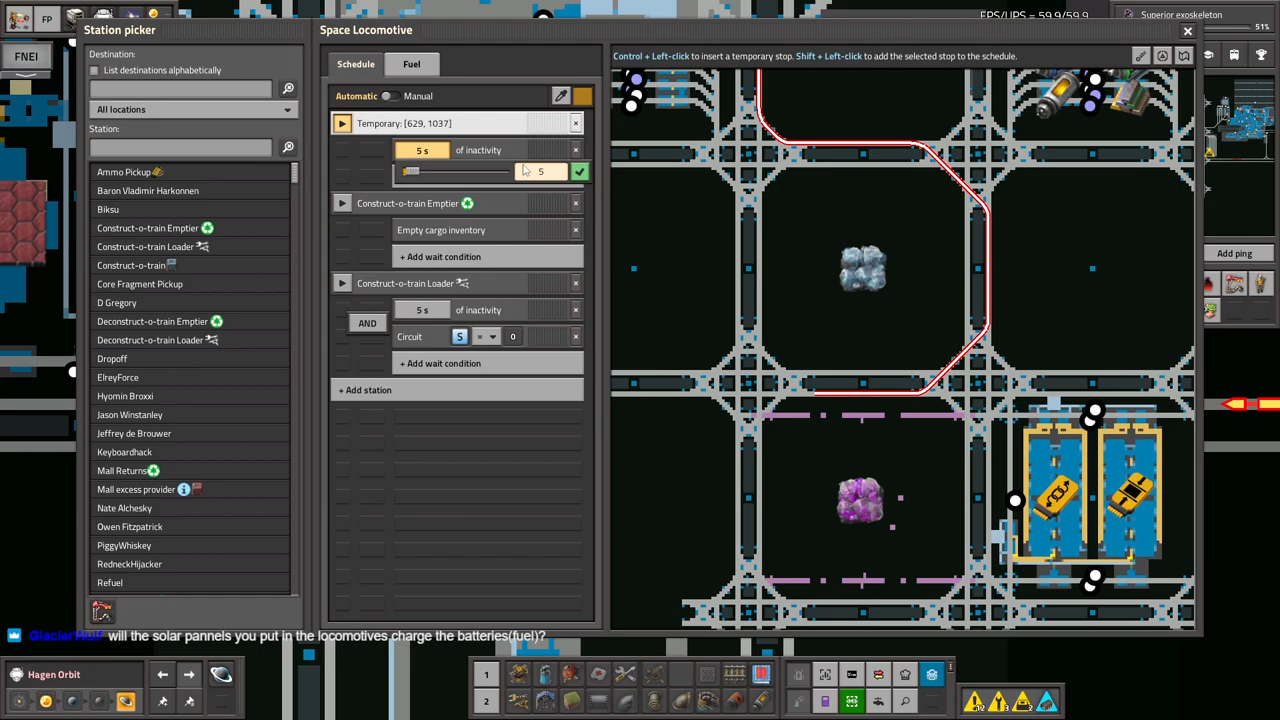 FP
EPS/UPS = 59.9/59.9
Superior exoskeleton
51%
FNEI
Station picker
Destination:
List destinations alphabetically
All locations
Station:
Ammo Pickup
Baron Vladimir Harkonnen
Biksu
Construct-o-train Emptier
Construct-o-train Loader
Construct-o-train
Core Fragment Pickup
D Gregory
Deconstruct-o-train Emptier
Deconstruct-o-train Loader
Dropoff
ElreyForce
Hyomin Broxxi
Jason Winstanley
Jeffrey de Brouwer
Keyboardhack
Mall Returns
Mall excess provider
Nate Alchesky
Owen Fitzpatrick
PiggyWhiskey
RedneckHijacker
Refuel
Space Locomotive
Schedule
Fuel
Automatic
Manual
Temporary: [629, 1037]
5 s of inactivity
5
Construct-o-train Emptier
Empty cargo inventory
+ Add wait condition
Construct-o-train Loader
5 s of inactivity
AND
Circuit S = 0
+ Add wait condition
+ Add station
Control + Left-click to insert a temporary stop. Shift + Left-click to add the selected stop to the schedule.
Add ping
will the solar pannels you put in the locomotives charge the batteries(fuel)?
Hagen Orbit
1
2